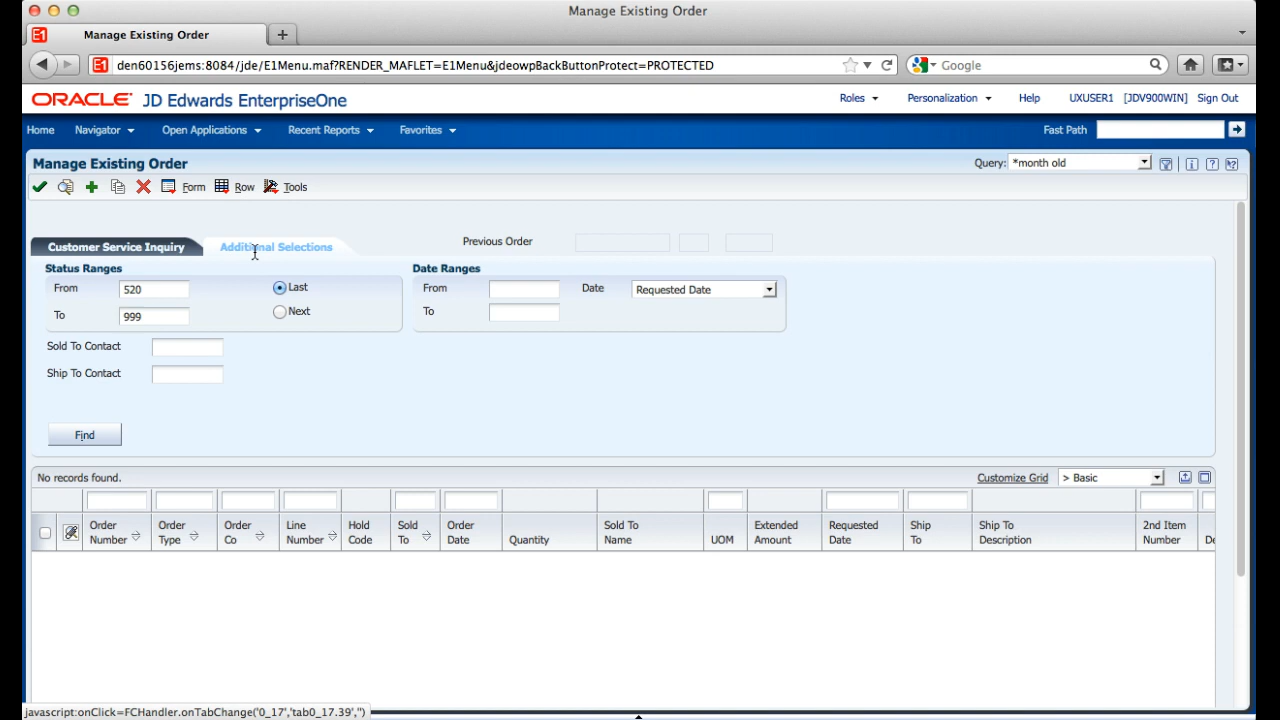 Manage Existing Order
E1 Manage Existing Order +
E1 den60156jems:8084/jde/E1Menu.maf?RENDER_MAFLET=E1Menu&jdeowpBackButtonProtect=PROTECTED Google
ORACLE JD Edwards EnterpriseOne Roles Personalization Help UXUSER1 [JDV900WIN] Sign Out
Home Navigator Open Applications Recent Reports Favorites Fast Path
Manage Existing Order Query: *month old
Form Row Tools
Customer Service Inquiry Additional Selections Previous Order
Status Ranges Date Ranges
From 520 Last From Date Requested Date
To 999 Next To
Sold To Contact
Ship To Contact
Find
No records found. Customize Grid > Basic
Order Number Order Type Order Co Line Number Hold Code Sold To Order Date Quantity Sold To Name UOM Extended Amount Requested Date Ship To Ship To Description 2nd Item Number De
javascript:onClick=FCHandler.onTabChange('0_17','tab0_17.39','')